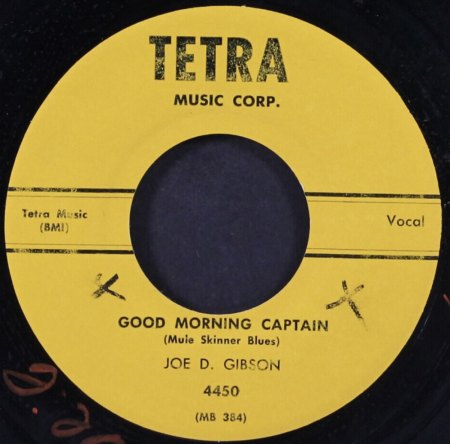 TETRA
MUSIC CORP.
Tetra Music
(BMI)
Vocal
GOOD MORNING CAPTAIN
(Mule Skinner Blues)
JOE D. GIBSON
4450
(MB 384)